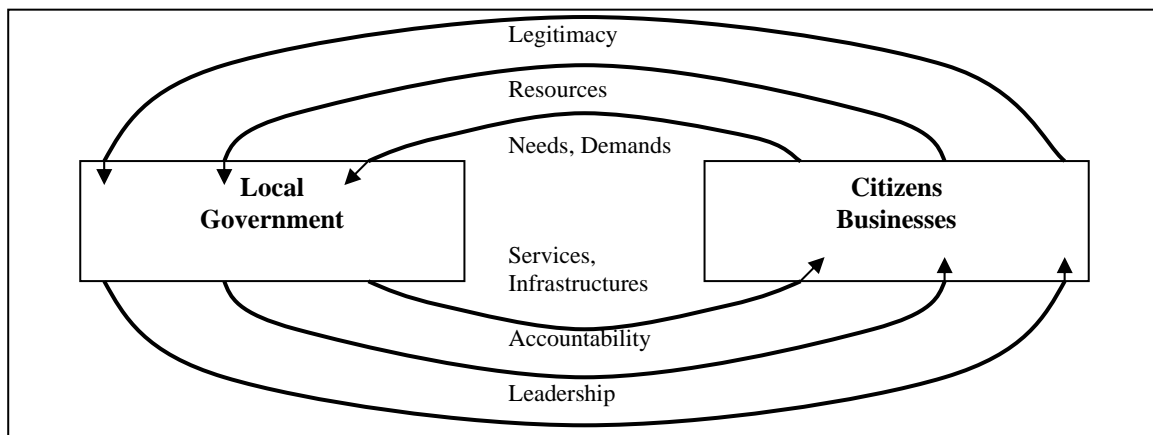 Legitimacy
Resources
Needs, Demands
Local
Government
Citizens
Businesses
Services,
Infrastructures
Accountability
Leadership